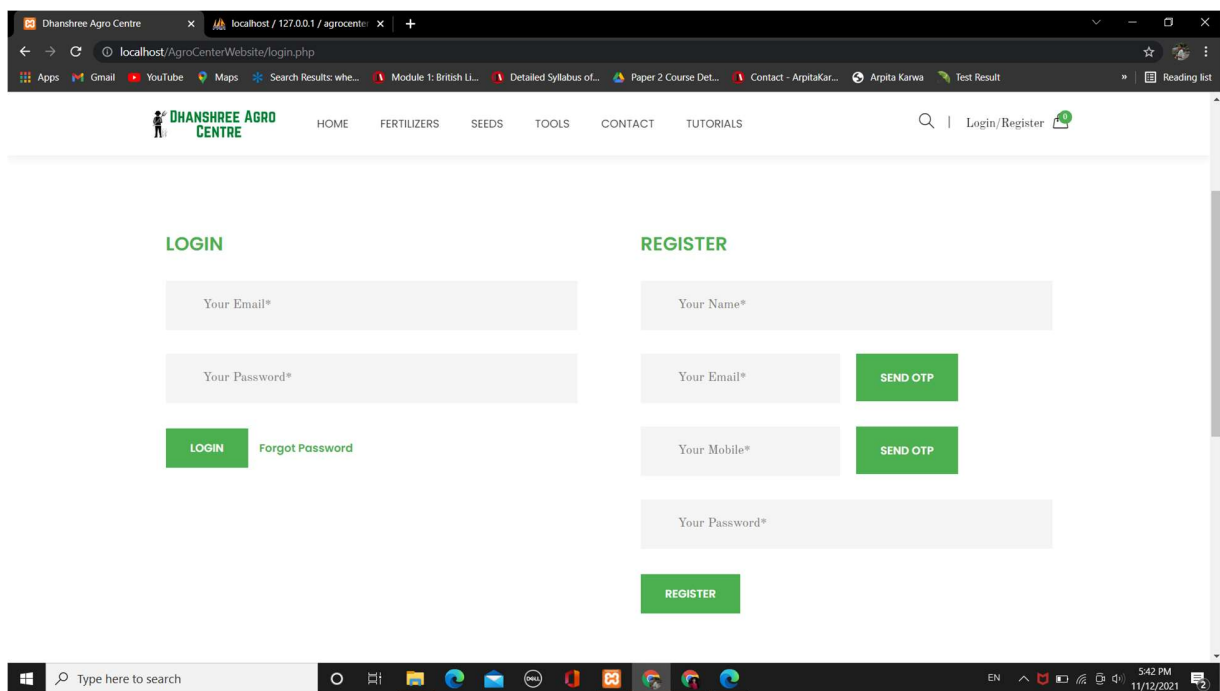 Dhanshree Agro Centre
localhost / 127.0.0.1 / agrocenter
localhost/AgroCenterWebsite/login.php
Apps Gmail YouTube Maps Search Results: whe... Module 1: British Li... Detailed Syllabus of... Paper 2 Course Det... Contact - ArpitaKar... Arpita Karwa Test Result » Reading list
DHANSHREE AGRO
CENTRE
HOME FERTILIZERS SEEDS TOOLS CONTACT TUTORIALS
| Login/Register 0
LOGIN
Your Email*
Your Password*
LOGIN Forgot Password
REGISTER
Your Name*
Your Email* SEND OTP
Your Mobile* SEND OTP
Your Password*
REGISTER
Type here to search
DELL
EN
5:42 PM
11/12/2021
2